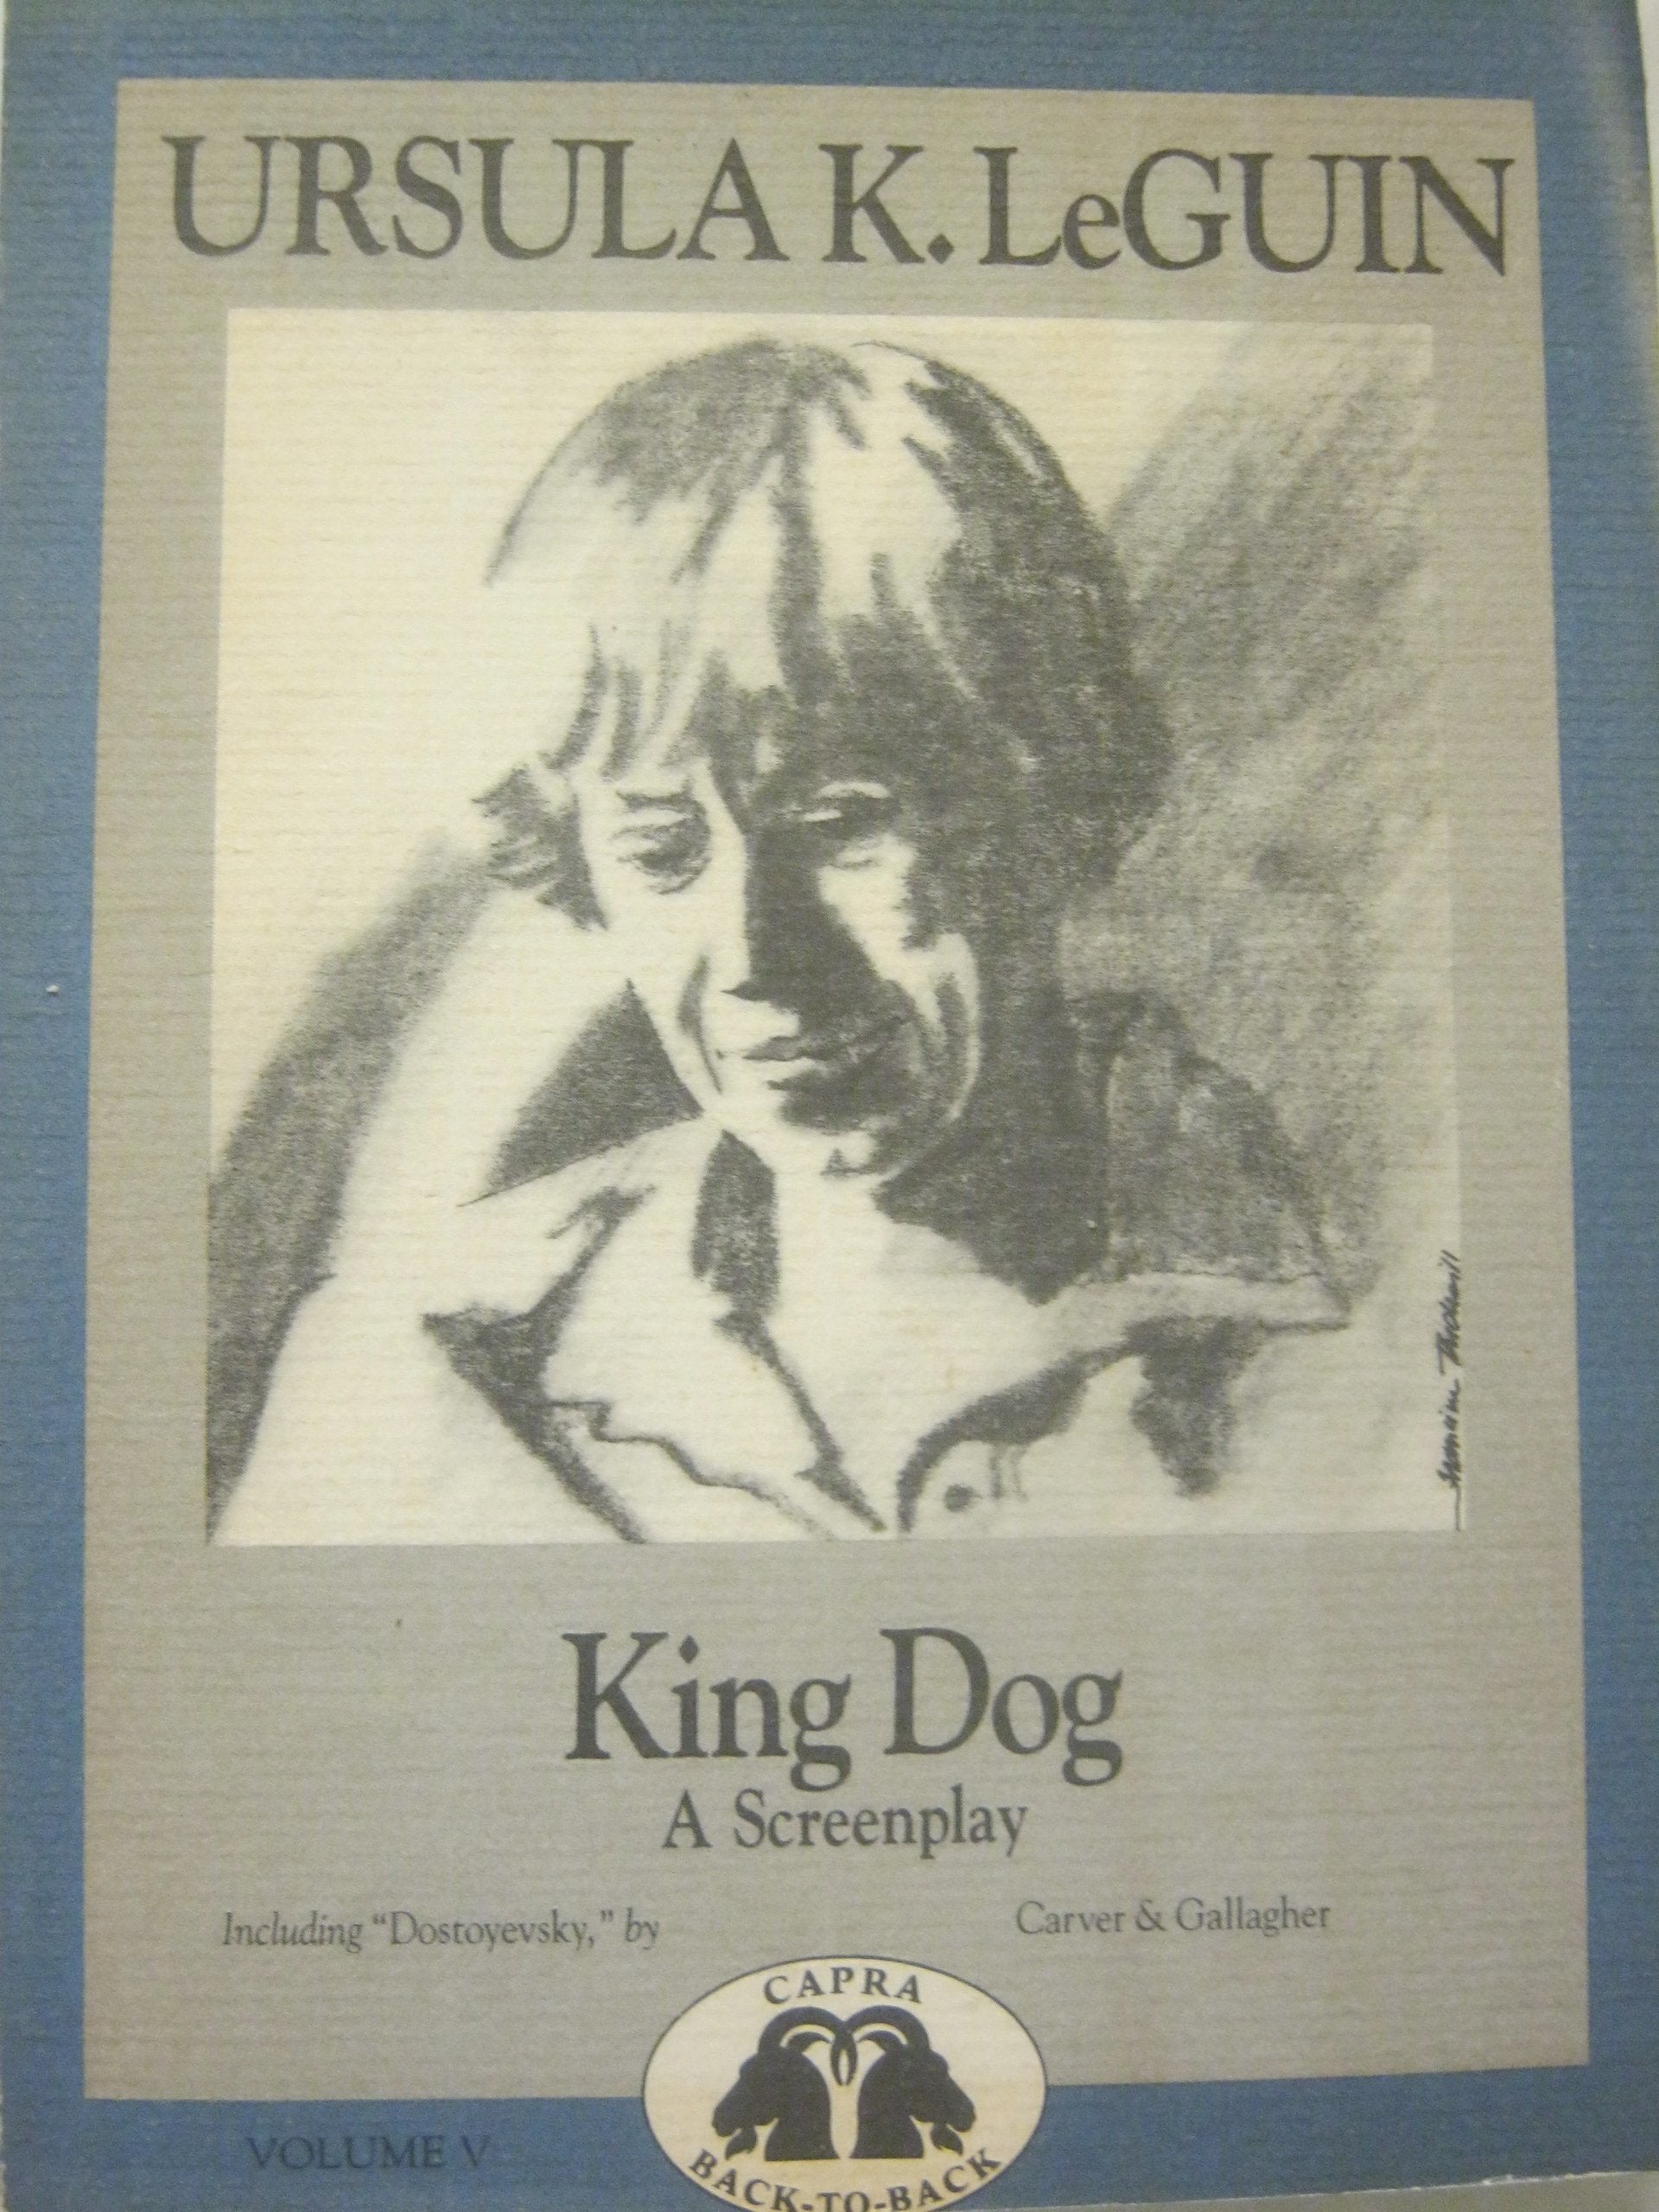 URSULA K. LeGUIN
King Dog
A Screenplay
Including “Dostoyevsky,” by Carver & Gallagher
CAPRA
BACK-TO-BACK
VOLUME V